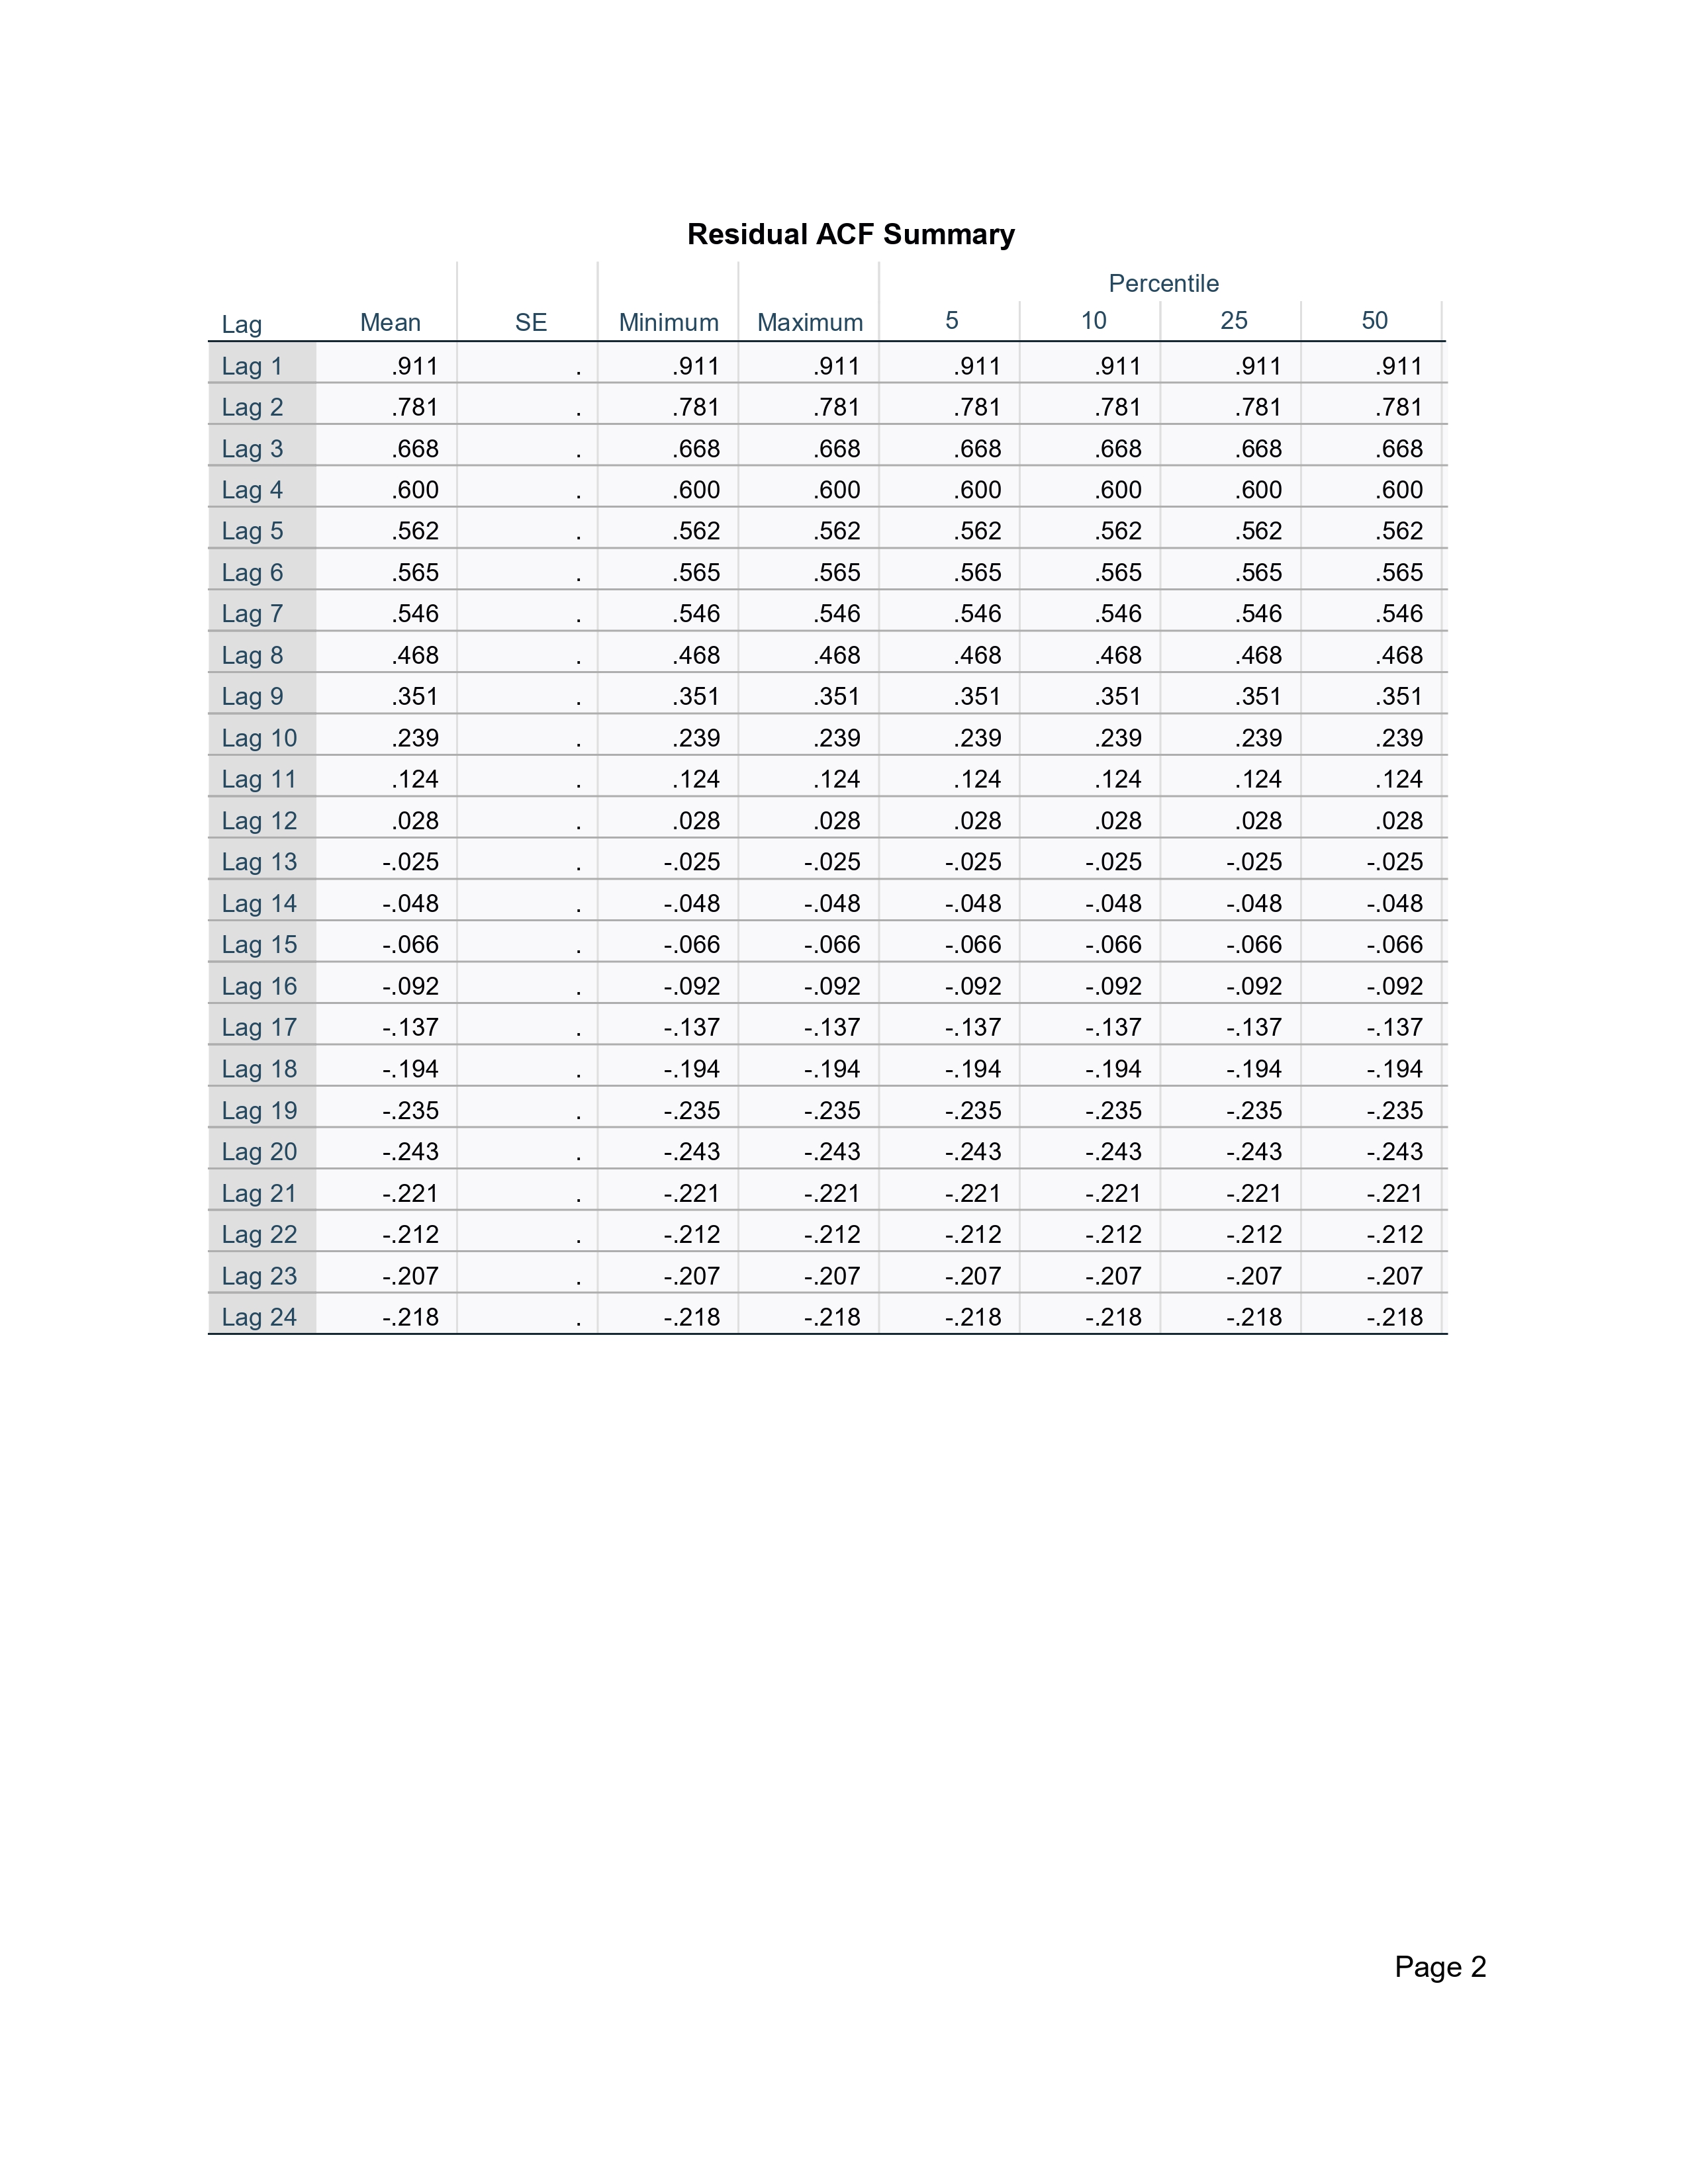 Residual ACF Summary
Percentile
Lag Mean SE Minimum Maximum 5 10 25 50
Lag 1 .911 . .911 .911 .911 .911 .911 .911
Lag 2 .781 . .781 .781 .781 .781 .781 .781
Lag 3 .668 . .668 .668 .668 .668 .668 .668
Lag 4 .600 . .600 .600 .600 .600 .600 .600
Lag 5 .562 . .562 .562 .562 .562 .562 .562
Lag 6 .565 . .565 .565 .565 .565 .565 .565
Lag 7 .546 . .546 .546 .546 .546 .546 .546
Lag 8 .468 . .468 .468 .468 .468 .468 .468
Lag 9 .351 . .351 .351 .351 .351 .351 .351
Lag 10 .239 . .239 .239 .239 .239 .239 .239
Lag 11 .124 . .124 .124 .124 .124 .124 .124
Lag 12 .028 . .028 .028 .028 .028 .028 .028
Lag 13 -.025 . -.025 -.025 -.025 -.025 -.025 -.025
Lag 14 -.048 . -.048 -.048 -.048 -.048 -.048 -.048
Lag 15 -.066 . -.066 -.066 -.066 -.066 -.066 -.066
Lag 16 -.092 . -.092 -.092 -.092 -.092 -.092 -.092
Lag 17 -.137 . -.137 -.137 -.137 -.137 -.137 -.137
Lag 18 -.194 . -.194 -.194 -.194 -.194 -.194 -.194
Lag 19 -.235 . -.235 -.235 -.235 -.235 -.235 -.235
Lag 20 -.243 . -.243 -.243 -.243 -.243 -.243 -.243
Lag 21 -.221 . -.221 -.221 -.221 -.221 -.221 -.221
Lag 22 -.212 . -.212 -.212 -.212 -.212 -.212 -.212
Lag 23 -.207 . -.207 -.207 -.207 -.207 -.207 -.207
Lag 24 -.218 . -.218 -.218 -.218 -.218 -.218 -.218
Page 2